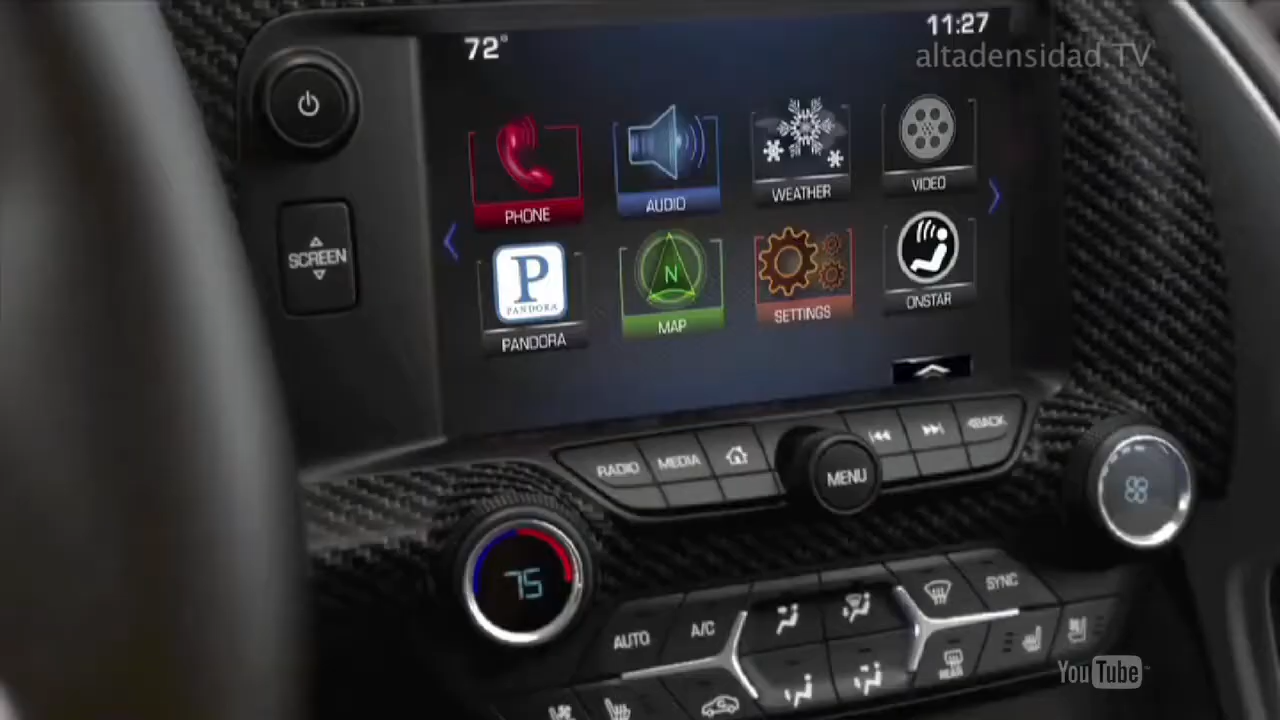 72°
11:27
altadensidad.TV
PHONE
AUDIO
WEATHER
VIDEO
SCREEN
P
PANDORA
PANDORA
N
MAP
SETTINGS
ONSTAR
RADIO
MEDIA
MENU
BACK
88
75
AUTO
A/C
SYNC
REAR
YouTube